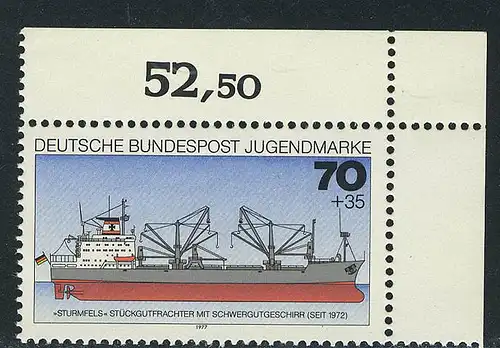 52,50
DEUTSCHE BUNDESPOST JUGENDMARKE
70
+35
»STURMFELS« STÜCKGUTFRACHTER MIT SCHWERGUTGESCHIRR (SEIT 1972)
1977